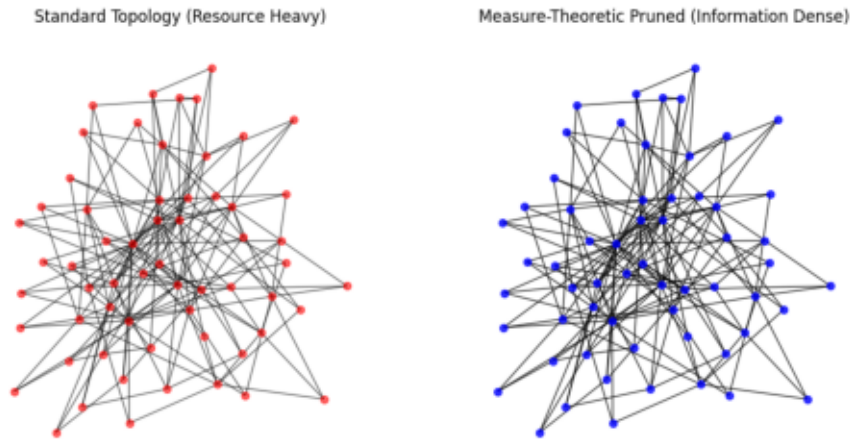 Standard Topology (Resource Heavy)
Measure-Theoretic Pruned (Information Dense)